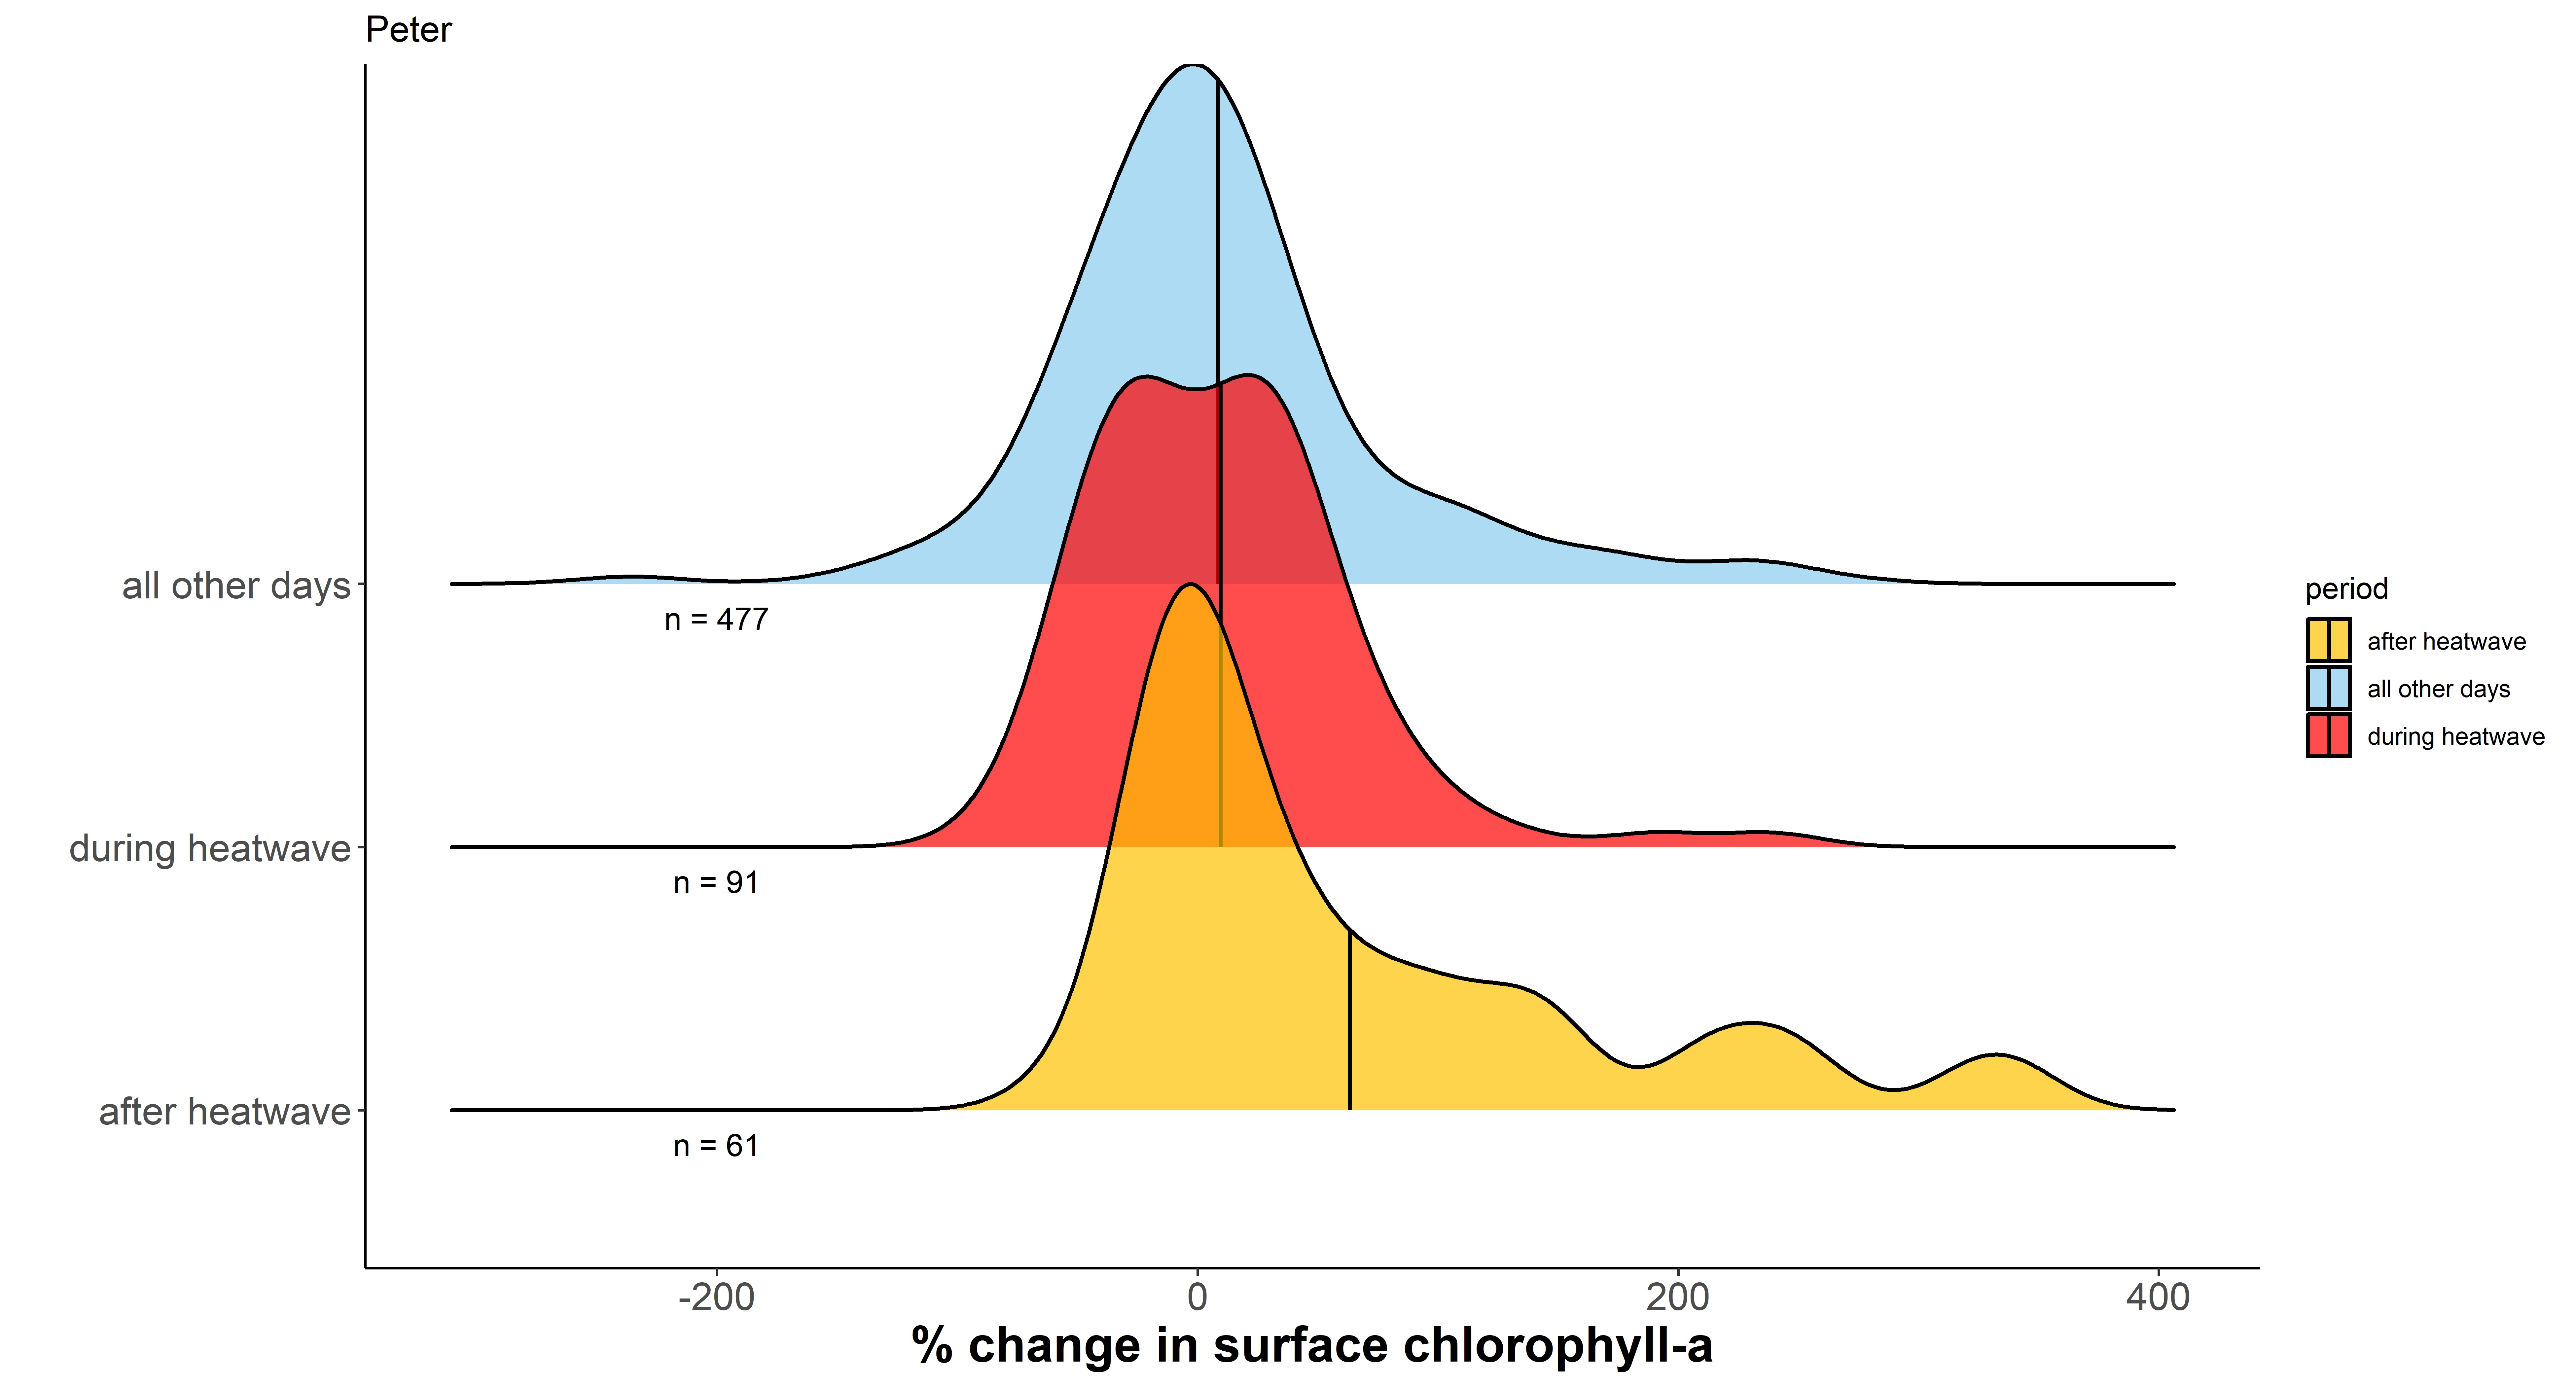 Peter
all other days
n = 477
during heatwave
n = 91
after heatwave
n = 61
-200 0 200 400
% change in surface chlorophyll-a
period
after heatwave
all other days
during heatwave